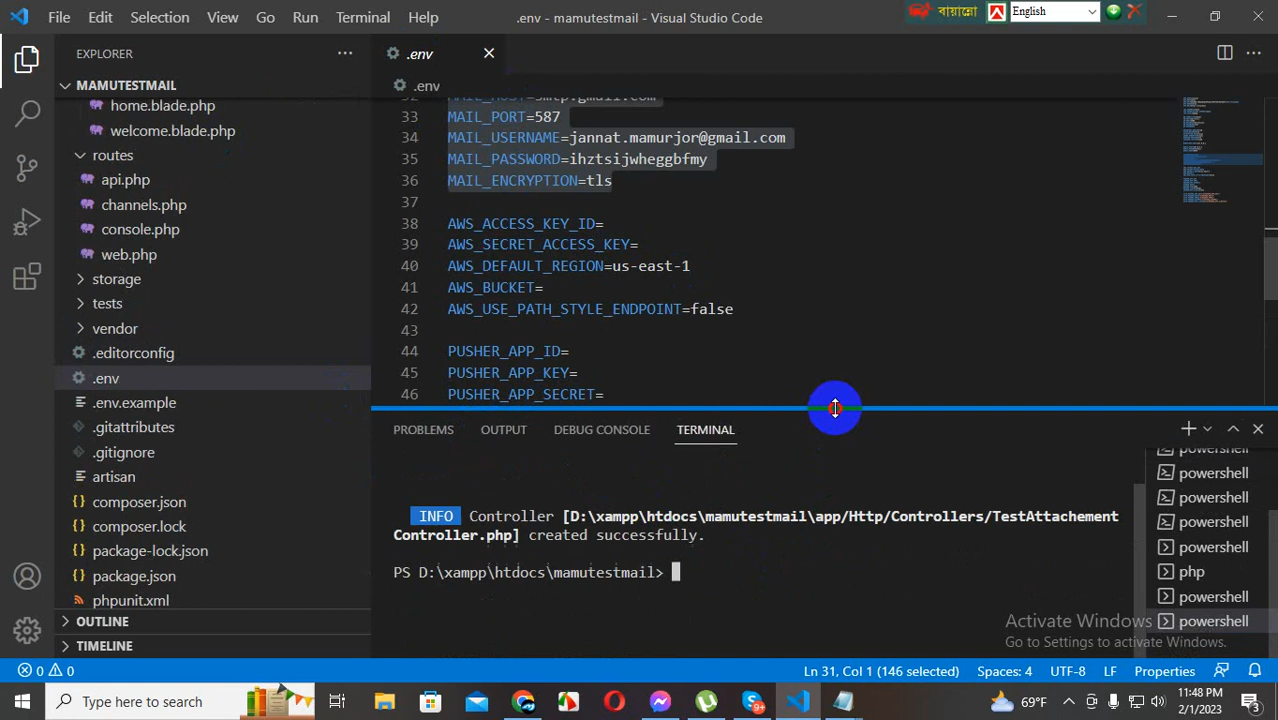 File Edit Selection View Go Run Terminal Help
.env - mamutestmail - Visual Studio Code
বায়ান্নো
English
EXPLORER
MAMUTESTMAIL
home.blade.php
welcome.blade.php
routes
api.php
channels.php
console.php
web.php
storage
tests
vendor
.editorconfig
.env
.env.example
.gitattributes
.gitignore
artisan
composer.json
composer.lock
package-lock.json
package.json
phpunit.xml
OUTLINE
TIMELINE
.env
.env
32 MAIL_HOST=smtp.gmail.com
33 MAIL_PORT=587
34 MAIL_USERNAME=jannat.mamurjor@gmail.com
35 MAIL_PASSWORD=ihztsijwheggbfmy
36 MAIL_ENCRYPTION=tls
37
38 AWS_ACCESS_KEY_ID=
39 AWS_SECRET_ACCESS_KEY=
40 AWS_DEFAULT_REGION=us-east-1
41 AWS_BUCKET=
42 AWS_USE_PATH_STYLE_ENDPOINT=false
43
44 PUSHER_APP_ID=
45 PUSHER_APP_KEY=
46 PUSHER_APP_SECRET=
PROBLEMS OUTPUT DEBUG CONSOLE TERMINAL
INFO Controller [D:\xampp\htdocs\mamutestmail\app/Http/Controllers/TestAttachement
Controller.php] created successfully.
PS D:\xampp\htdocs\mamutestmail>
powershell
powershell
powershell
powershell
powershell
php
powershell
powershell
Activate Windows
Go to Settings to activate Windows.
0 0
Ln 31, Col 1 (146 selected) Spaces: 4 UTF-8 LF Properties
Type here to search
9+
69°F
11:48 PM
2/1/2023
3